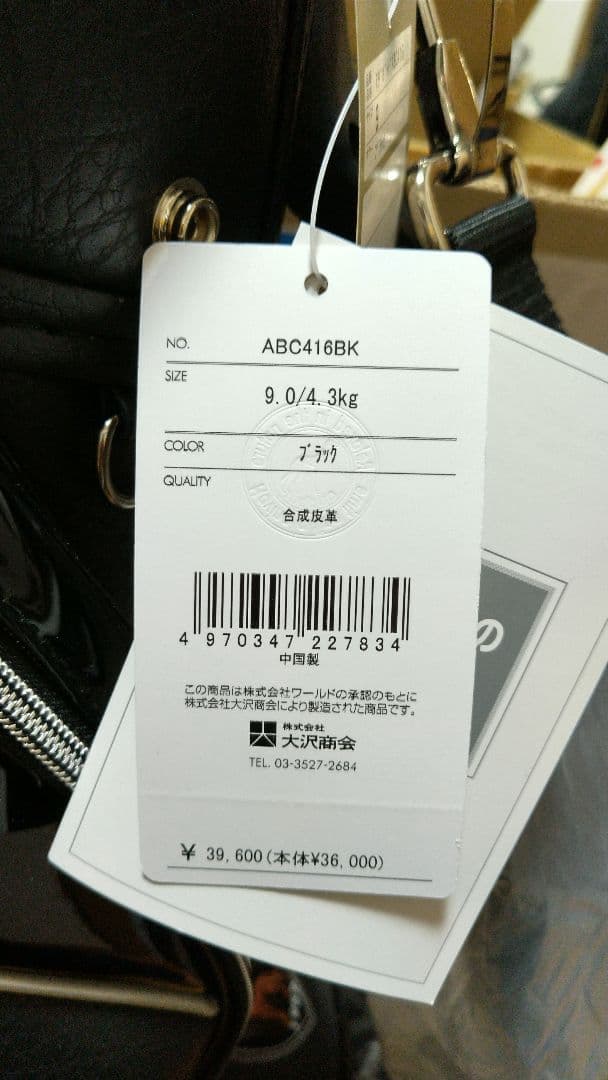 NO. ABC416BK
SIZE
9.0/4.3kg
COLOR ﾌﾞﾗｯｸ
QUALITY
合成皮革
4 970347 227834
中国製
この商品は株式会社ワールドの承認のもとに
株式会社大沢商会により製造された商品です。
株式会社
大沢商会
TEL. 03-3527-2684
¥ 39,600(本体¥36,000)
の